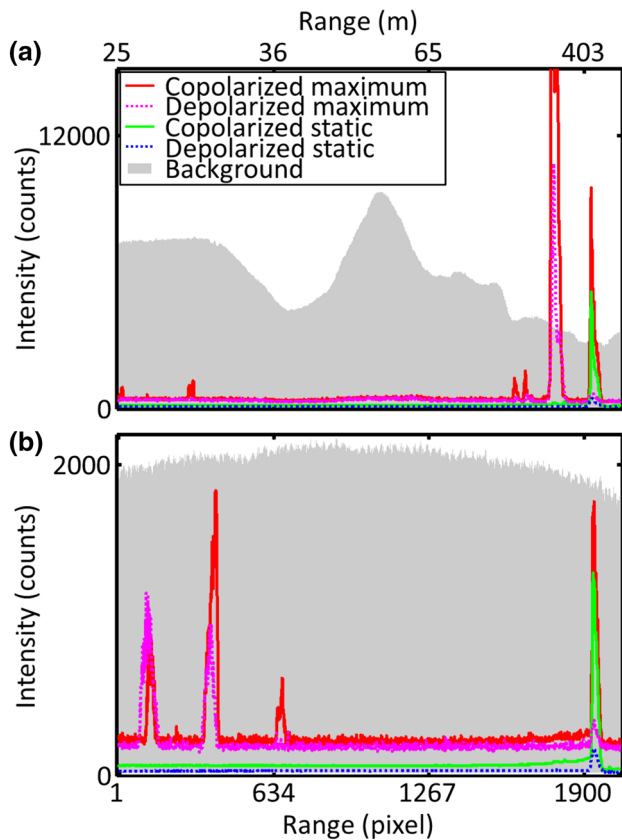 Range (m)
25 36 65 403
(a)
12000
0
Intensity (counts)
Copolarized maximum
Depolarized maximum
Copolarized static
Depolarized static
Background
(b)
2000
0
Intensity (counts)
1 634 1267 1900
Range (pixel)